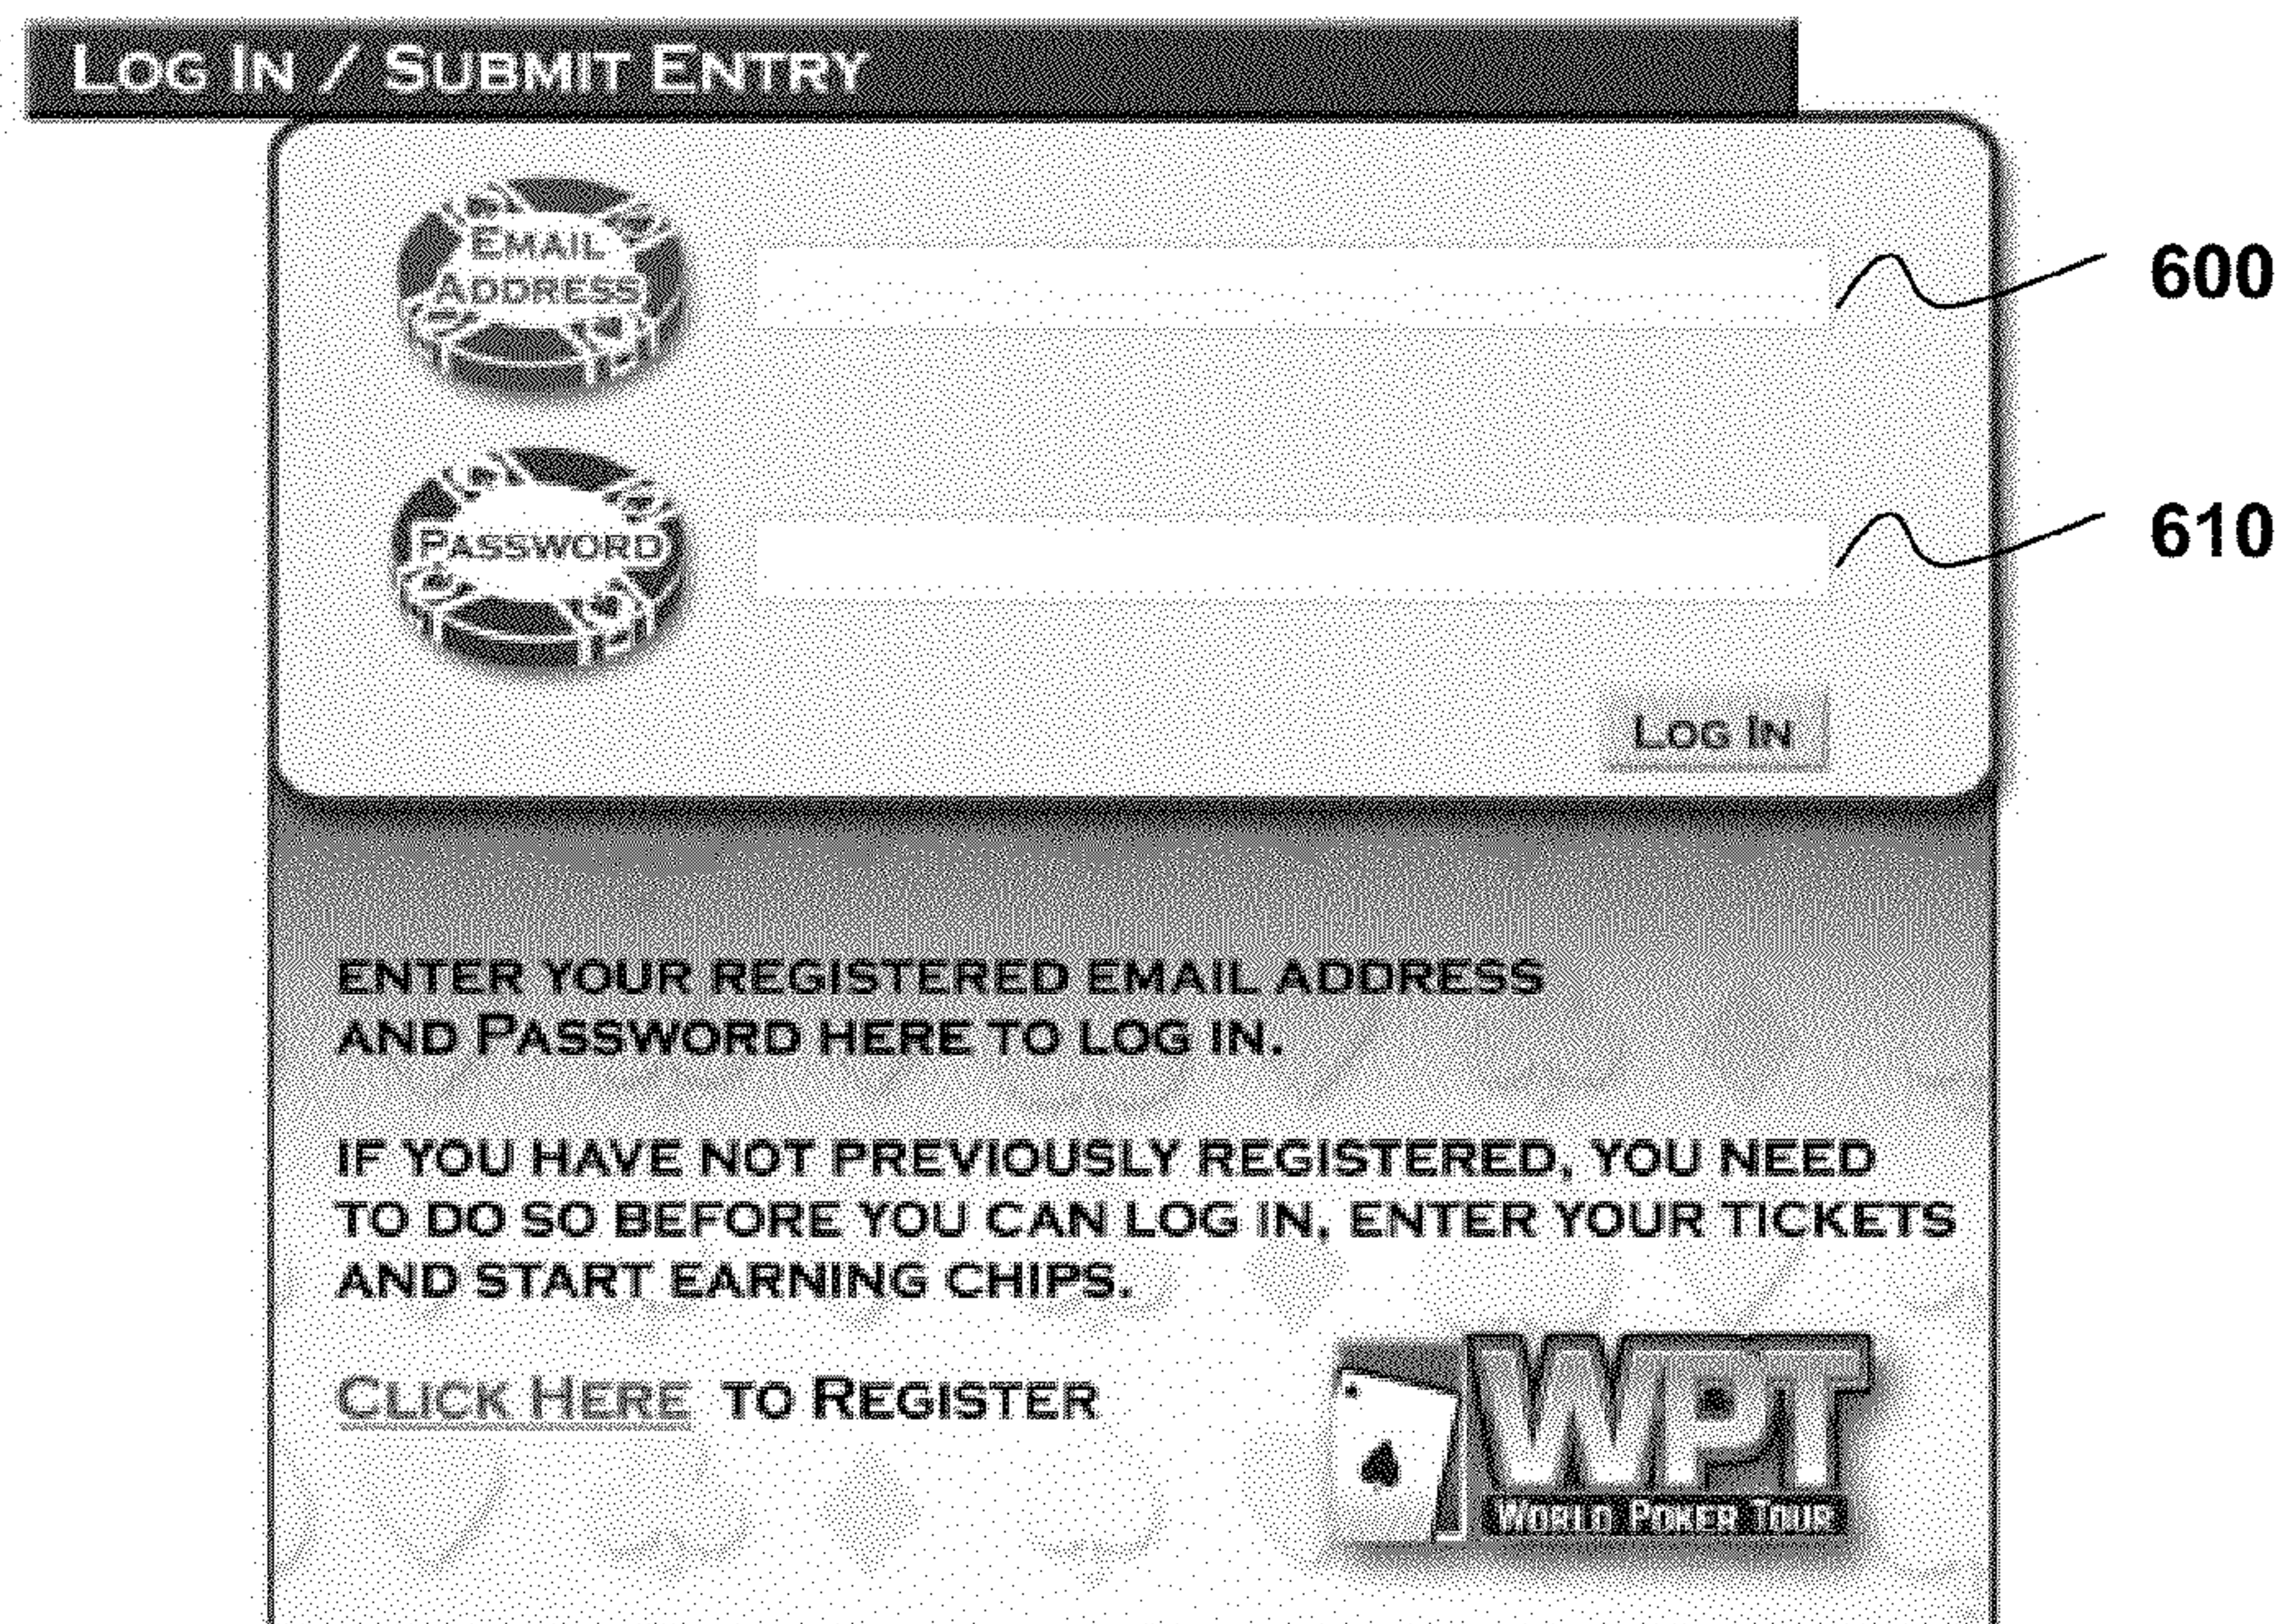 LOG IN / SUBMIT ENTRY
EMAIL
ADDRESS
600
PASSWORD
610
LOG IN
ENTER YOUR REGISTERED EMAIL ADDRESS
AND PASSWORD HERE TO LOG IN.
IF YOU HAVE NOT PREVIOUSLY REGISTERED, YOU NEED
TO DO SO BEFORE YOU CAN LOG IN, ENTER YOUR TICKETS
AND START EARNING CHIPS.
CLICK HERE TO REGISTER
WPT
WORLD POKER TOUR